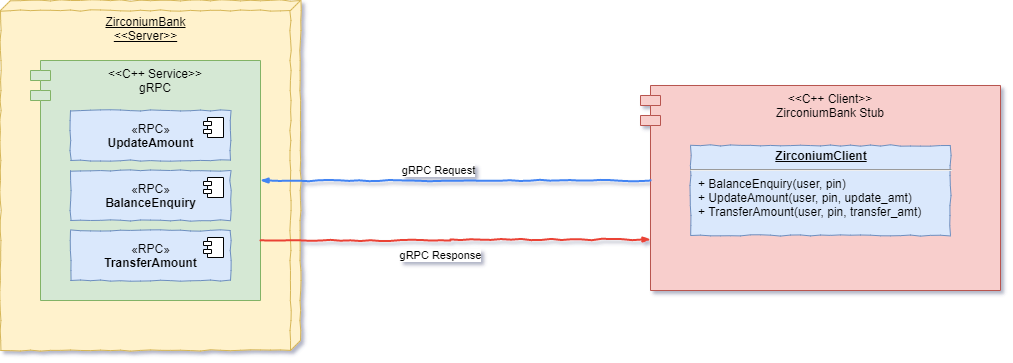 ZirconiumBank
<<Server>>
<<C++ Service>>
gRPC
«RPC»
UpdateAmount
«RPC»
BalanceEnquiry
«RPC»
TransferAmount
gRPC Request
gRPC Response
<<C++ Client>>
ZirconiumBank Stub
ZirconiumClient
+ BalanceEnquiry(user, pin)
+ UpdateAmount(user, pin, update_amt)
+ TransferAmount(user, pin, transfer_amt)